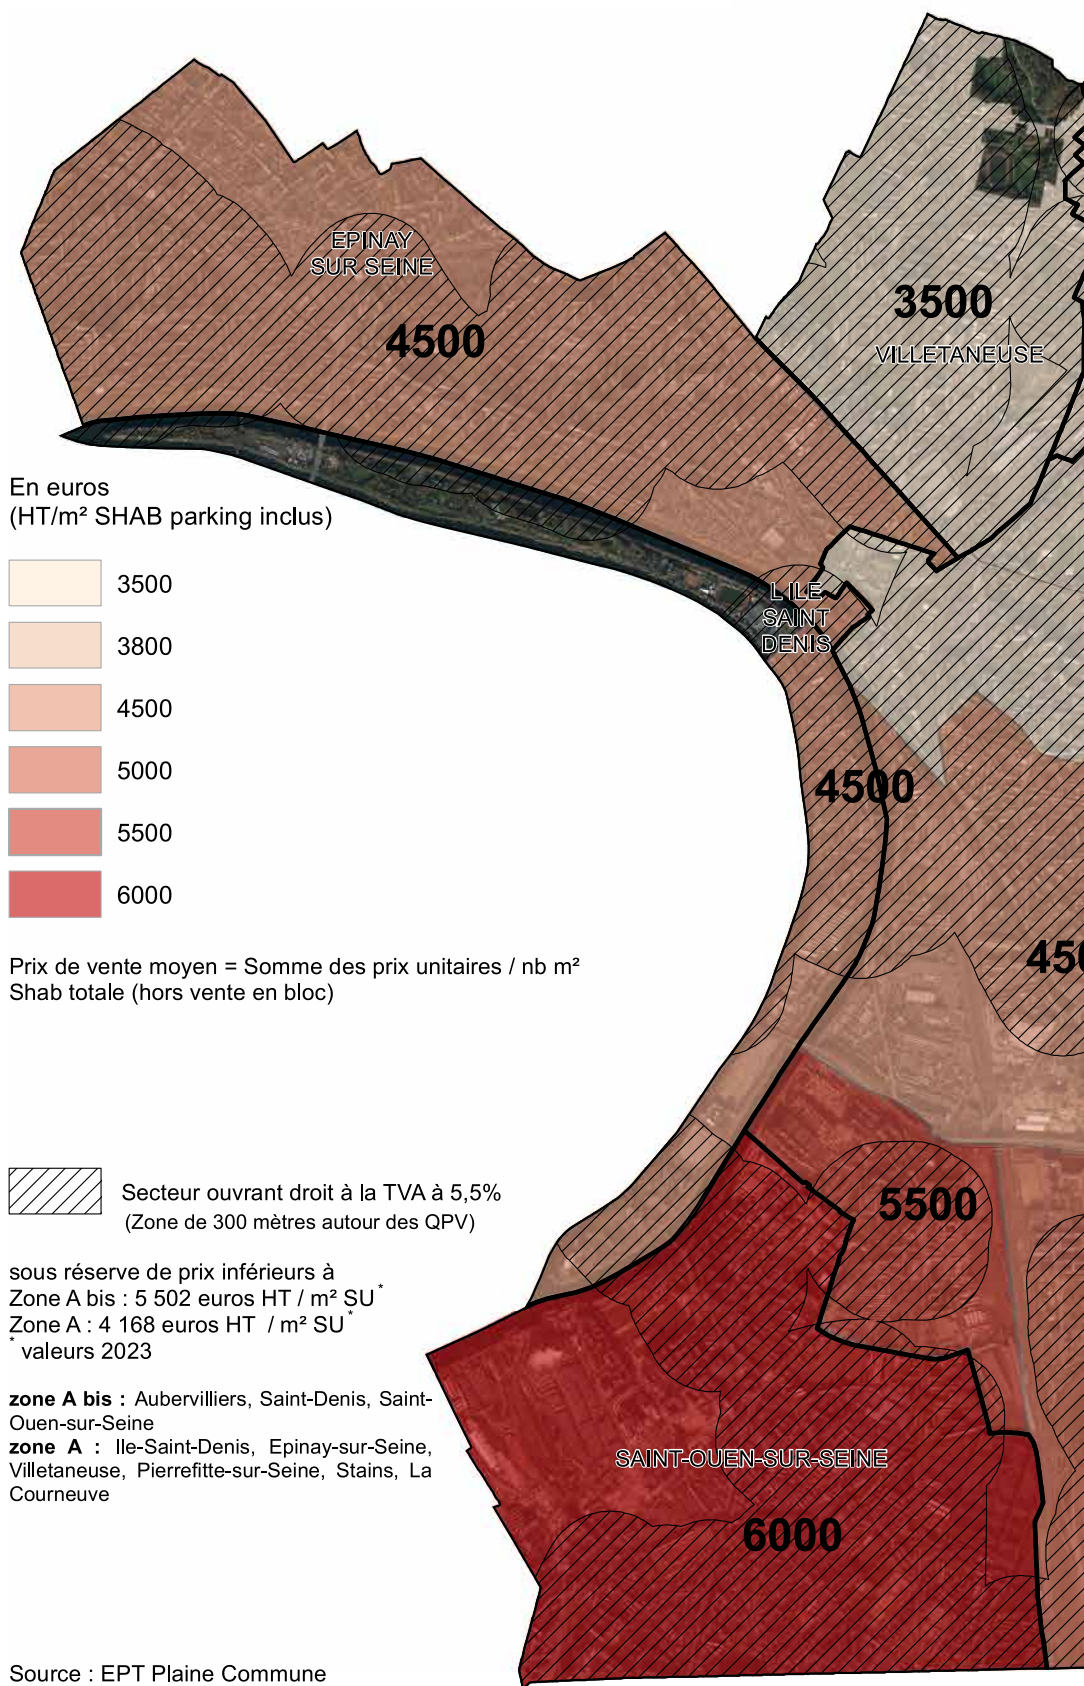 EPINAY
SUR SEINE
4500
3500
VILLETANEUSE
En euros
(HT/m² SHAB parking inclus)
3500
3800
4500
5000
5500
6000
L ILE
SAINT
DENIS
4500
450
Prix de vente moyen = Somme des prix unitaires / nb m²
Shab totale (hors vente en bloc)
Secteur ouvrant droit à la TVA à 5,5%
(Zone de 300 mètres autour des QPV)
5500
sous réserve de prix inférieurs à
Zone A bis : 5 502 euros HT / m² SU*
Zone A : 4 168 euros HT / m² SU*
* valeurs 2023
zone A bis : Aubervilliers, Saint-Denis, Saint-
Ouen-sur-Seine
zone A : Ile-Saint-Denis, Epinay-sur-Seine,
Villetaneuse, Pierrefitte-sur-Seine, Stains, La
Courneuve
SAINT-OUEN-SUR-SEINE
6000
Source : EPT Plaine Commune